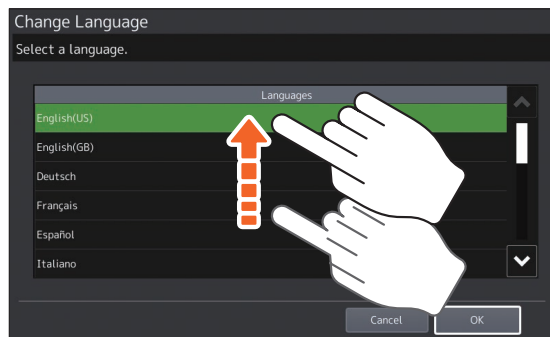 Change Language
Select a language.
Languages
English(US)
English(GB)
Deutsch
Français
Español
Italiano
Cancel
OK